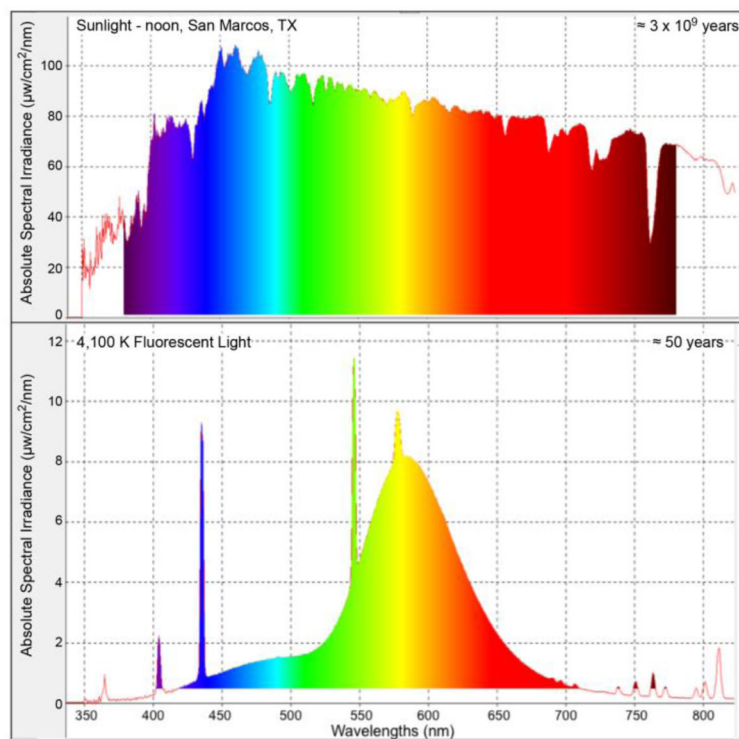 Sunlight - noon, San Marcos, TX
≈ 3 x 10⁹ years
Absolute Spectral Irradiance (μw/cm²/nm)
100
80
60
40
20
0
4,100 K Fluorescent Light
≈ 50 years
Absolute Spectral Irradiance (μw/cm²/nm)
12
10
8
6
4
2
0
350 400 450 500 550 600 650 700 750 800
Wavelengths (nm)